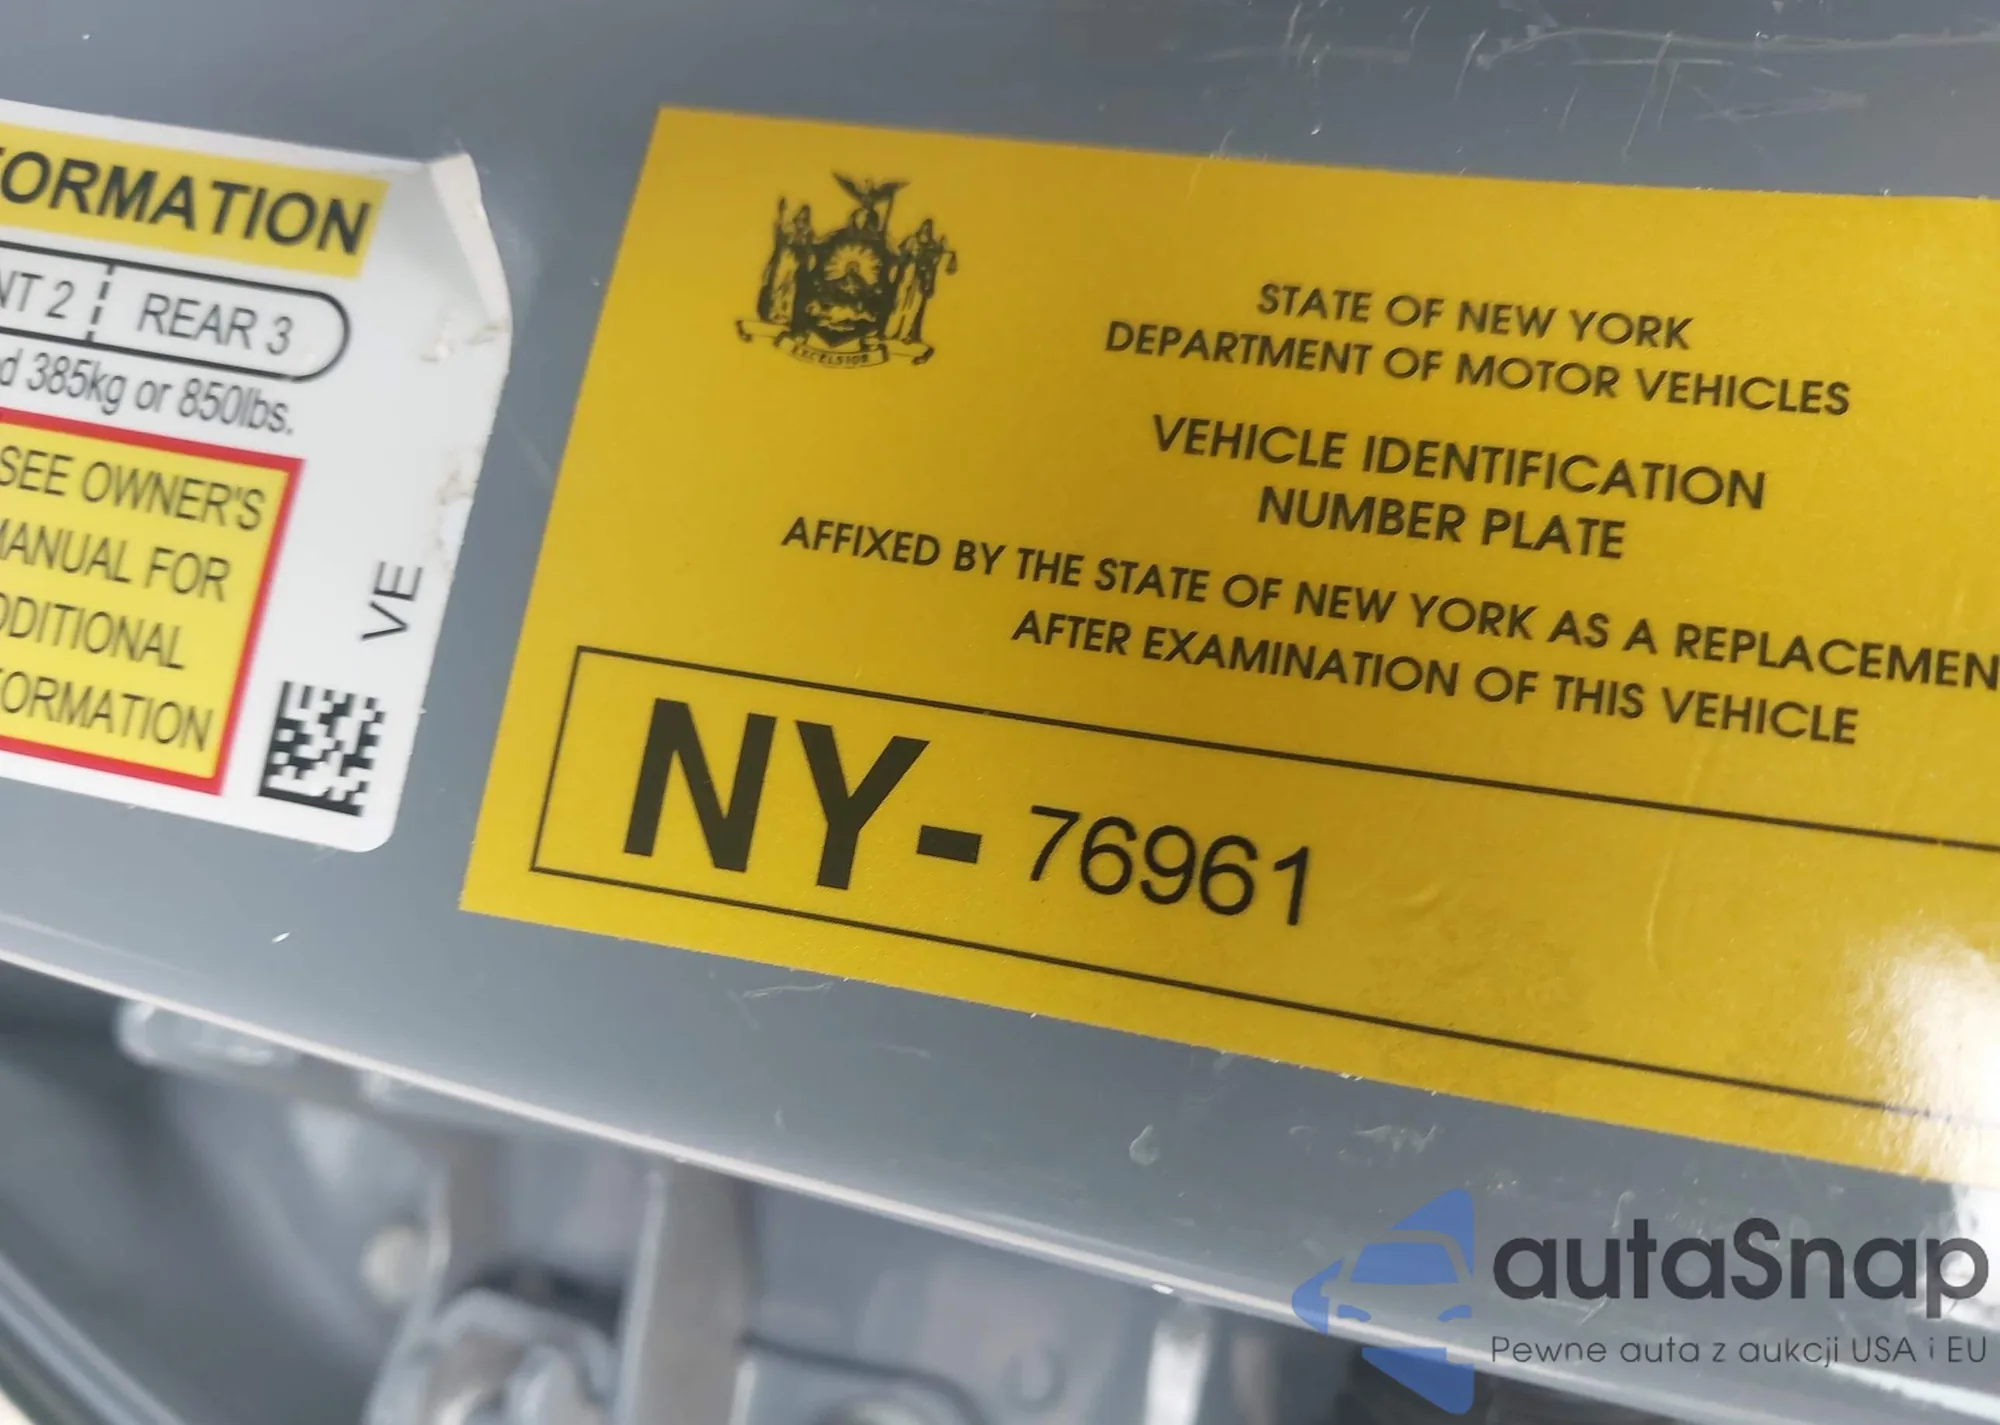 ORMATION
NT 2 REAR 3
d 385kg or 850lbs.
SEE OWNER'S
MANUAL FOR
DDITIONAL
ORMATION
VE
EXCELSIOR
STATE OF NEW YORK
DEPARTMENT OF MOTOR VEHICLES
VEHICLE IDENTIFICATION
NUMBER PLATE
AFFIXED BY THE STATE OF NEW YORK AS A REPLACEMEN
AFTER EXAMINATION OF THIS VEHICLE
NY- 76961
autaSnap
Pewne auta z aukcji USA i EU